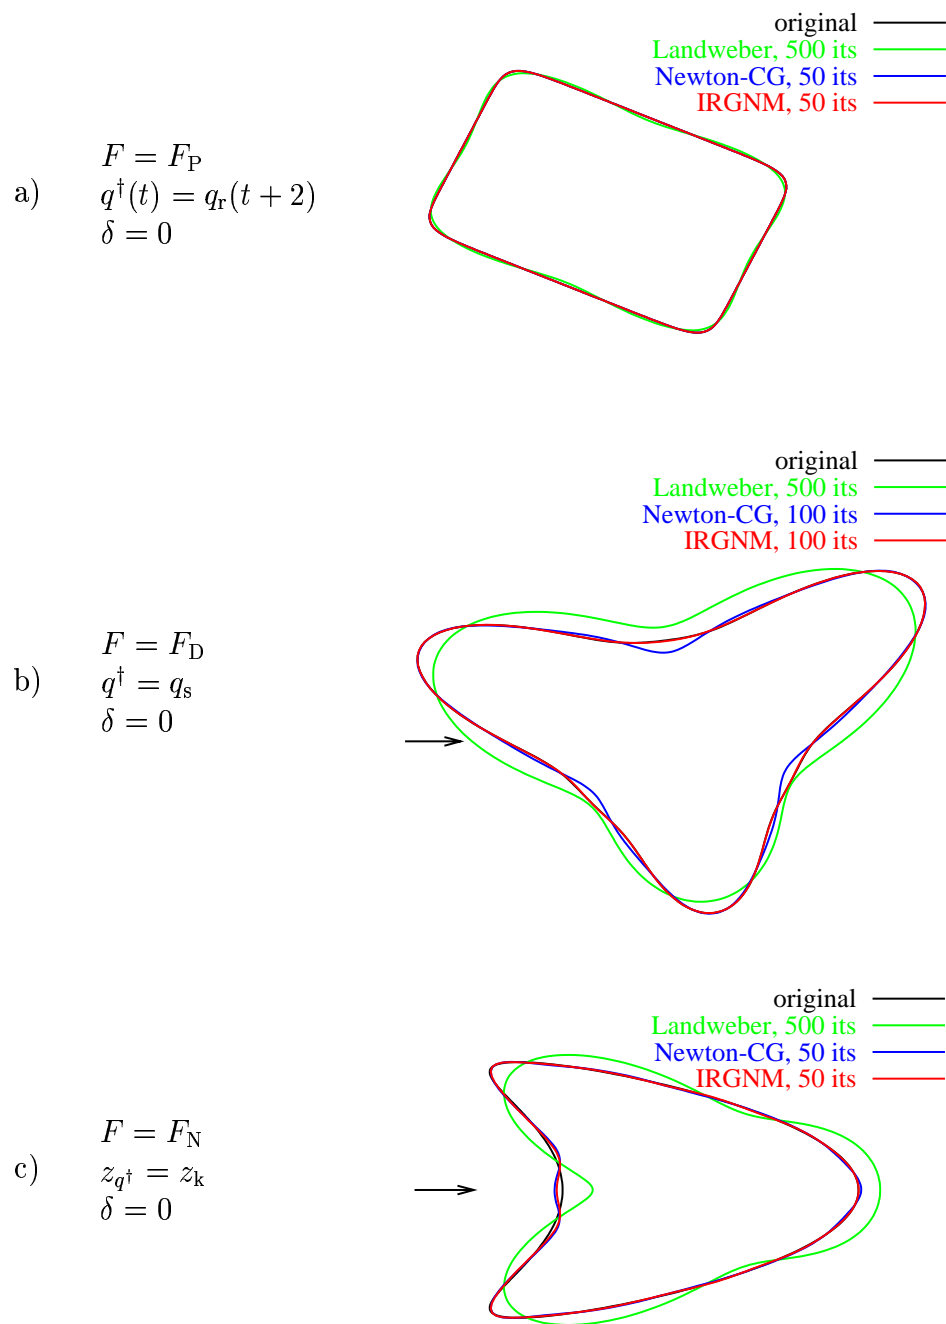 original
Landweber, 500 its
Newton-CG, 50 its
IRGNM, 50 its
a)
F = F_P
q†(t) = q_r(t + 2)
δ = 0
original
Landweber, 500 its
Newton-CG, 100 its
IRGNM, 100 its
b)
F = F_D
q† = q_s
δ = 0
original
Landweber, 500 its
Newton-CG, 50 its
IRGNM, 50 its
c)
F = F_N
z_q† = z_k
δ = 0